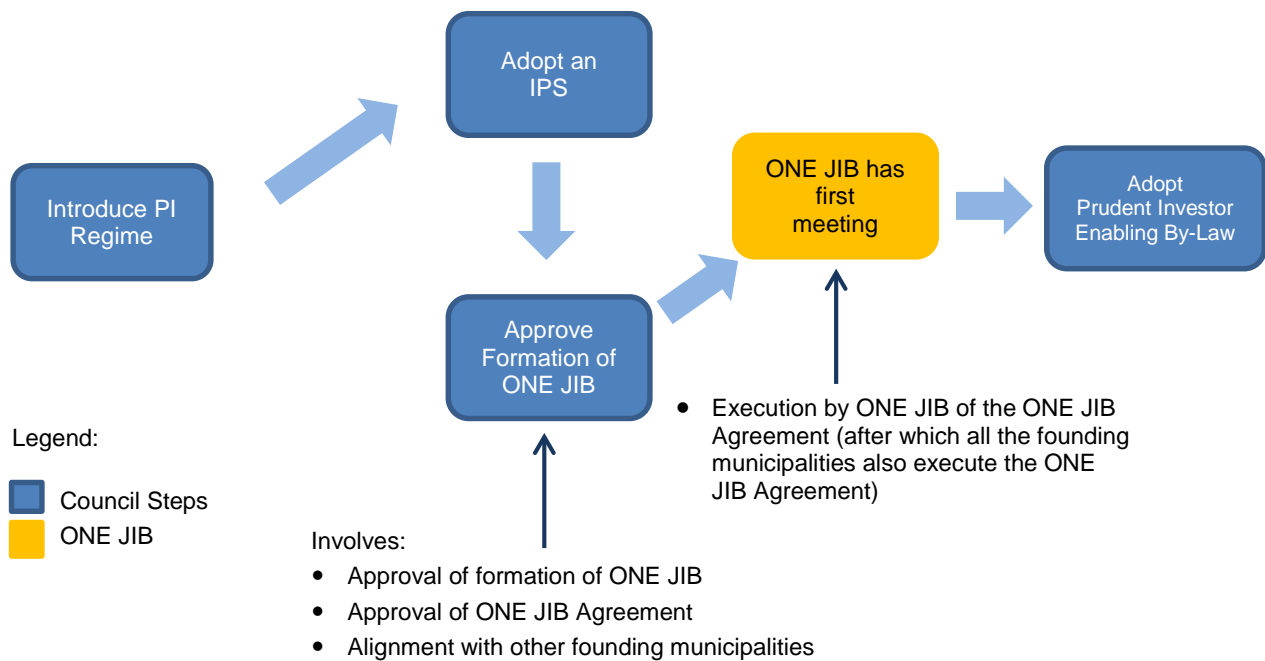 Introduce PI
Regime
Adopt an
IPS
Approve
Formation of
ONE JIB
ONE JIB has
first
meeting
Adopt
Prudent Investor
Enabling By-Law
● Execution by ONE JIB of the ONE JIB
Agreement (after which all the founding
municipalities also execute the ONE
JIB Agreement)
Legend:
Council Steps
ONE JIB
Involves:
● Approval of formation of ONE JIB
● Approval of ONE JIB Agreement
● Alignment with other founding municipalities